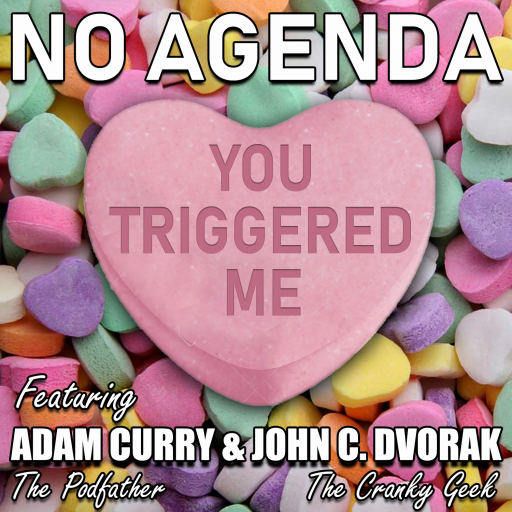 NO AGENDA
YOU
TRIGGERED
ME
Featuring
ADAM CURRY & JOHN C. DVORAK
The Podfather The Cranky Geek